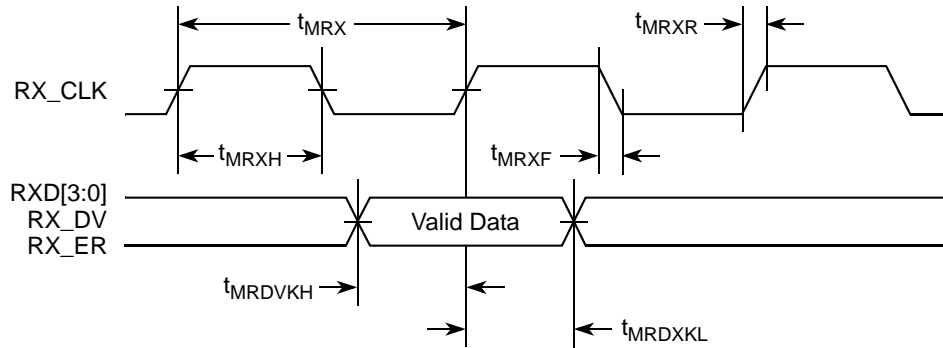 tMRX
tMRXR
RX_CLK
tMRXH
tMRXF
RXD[3:0]
RX_DV
RX_ER
Valid Data
tMRDVKH
tMRDXKL